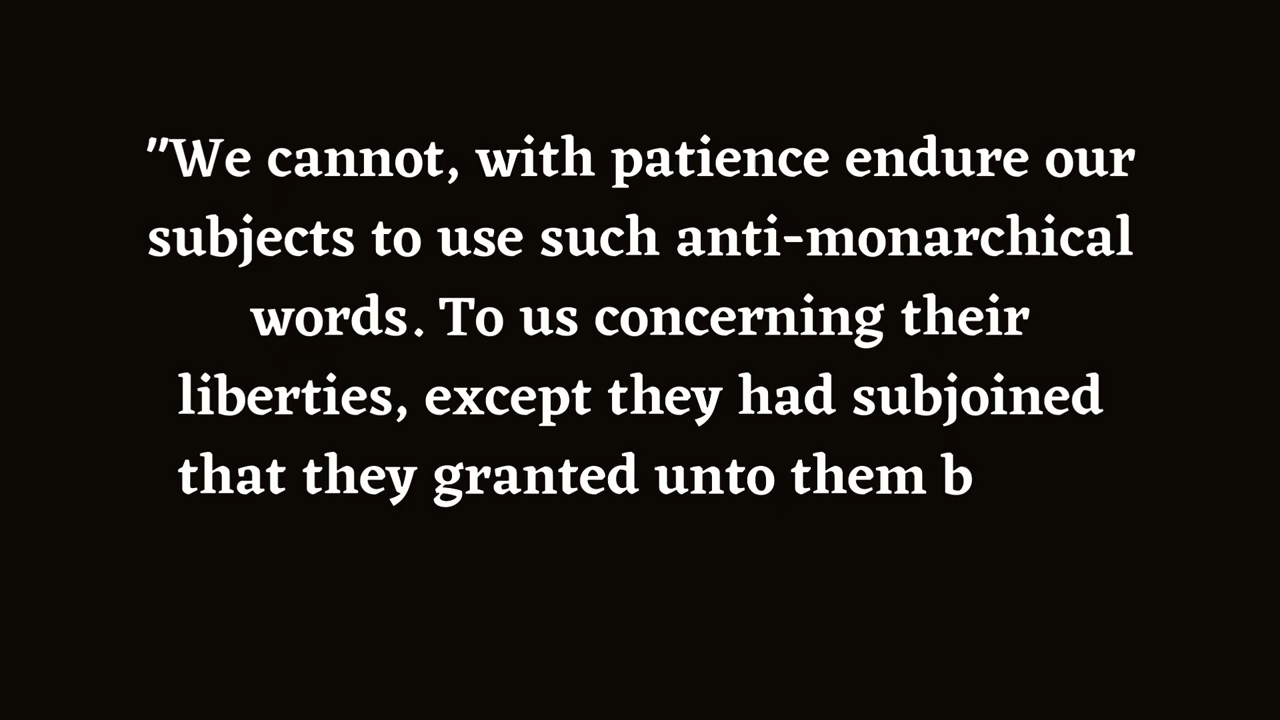 "We cannot, with patience endure our
subjects to use such anti-monarchical
words. To us concerning their
liberties, except they had subjoined
that they granted unto them b